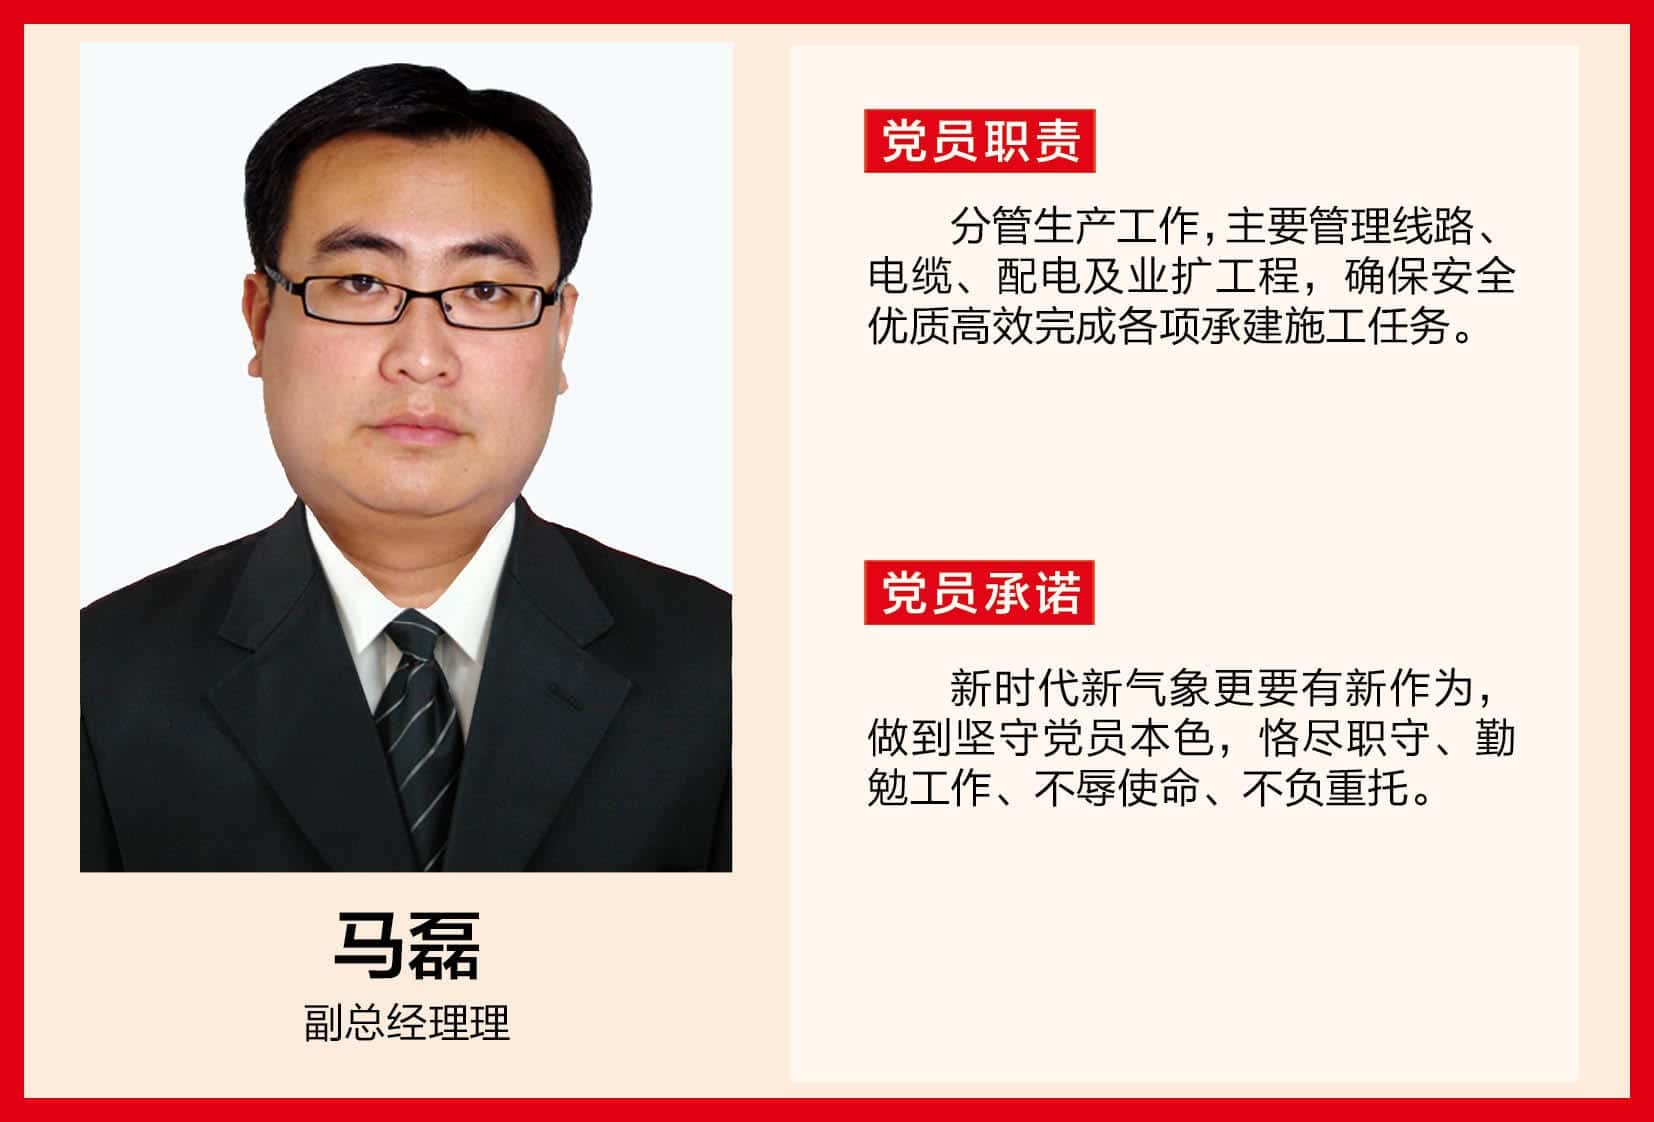 党员职责
分管生产工作，主要管理线路、
电缆、配电及业扩工程，确保安全
优质高效完成各项承建施工任务。
党员承诺
新时代新气象更要有新作为，
做到坚守党员本色，恪尽职守、勤
勉工作、不辱使命、不负重托。
马磊
副总经理理